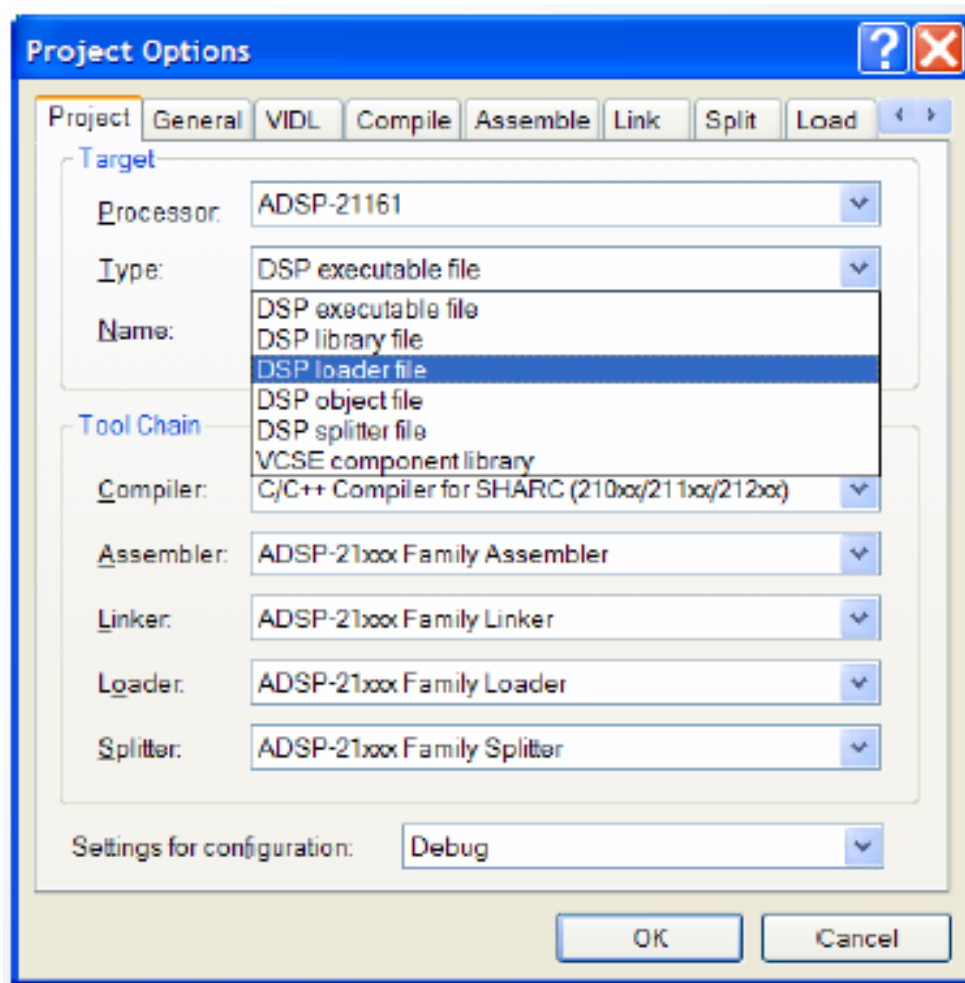 Project Options
Project General VIDL Compile Assemble Link Split Load
Target
Processor: ADSP-21161
Type: DSP executable file
Name:
DSP executable file
DSP library file
DSP loader file
DSP object file
DSP splitter file
VCSE component library
Tool Chain
Compiler: C/C++ Compiler for SHARC (210xx/211xx/212xx)
Assembler: ADSP-21xxx Family Assembler
Linker: ADSP-21xxx Family Linker
Loader: ADSP-21xxx Family Loader
Splitter: ADSP-21xxx Family Splitter
Settings for configuration: Debug
OK Cancel